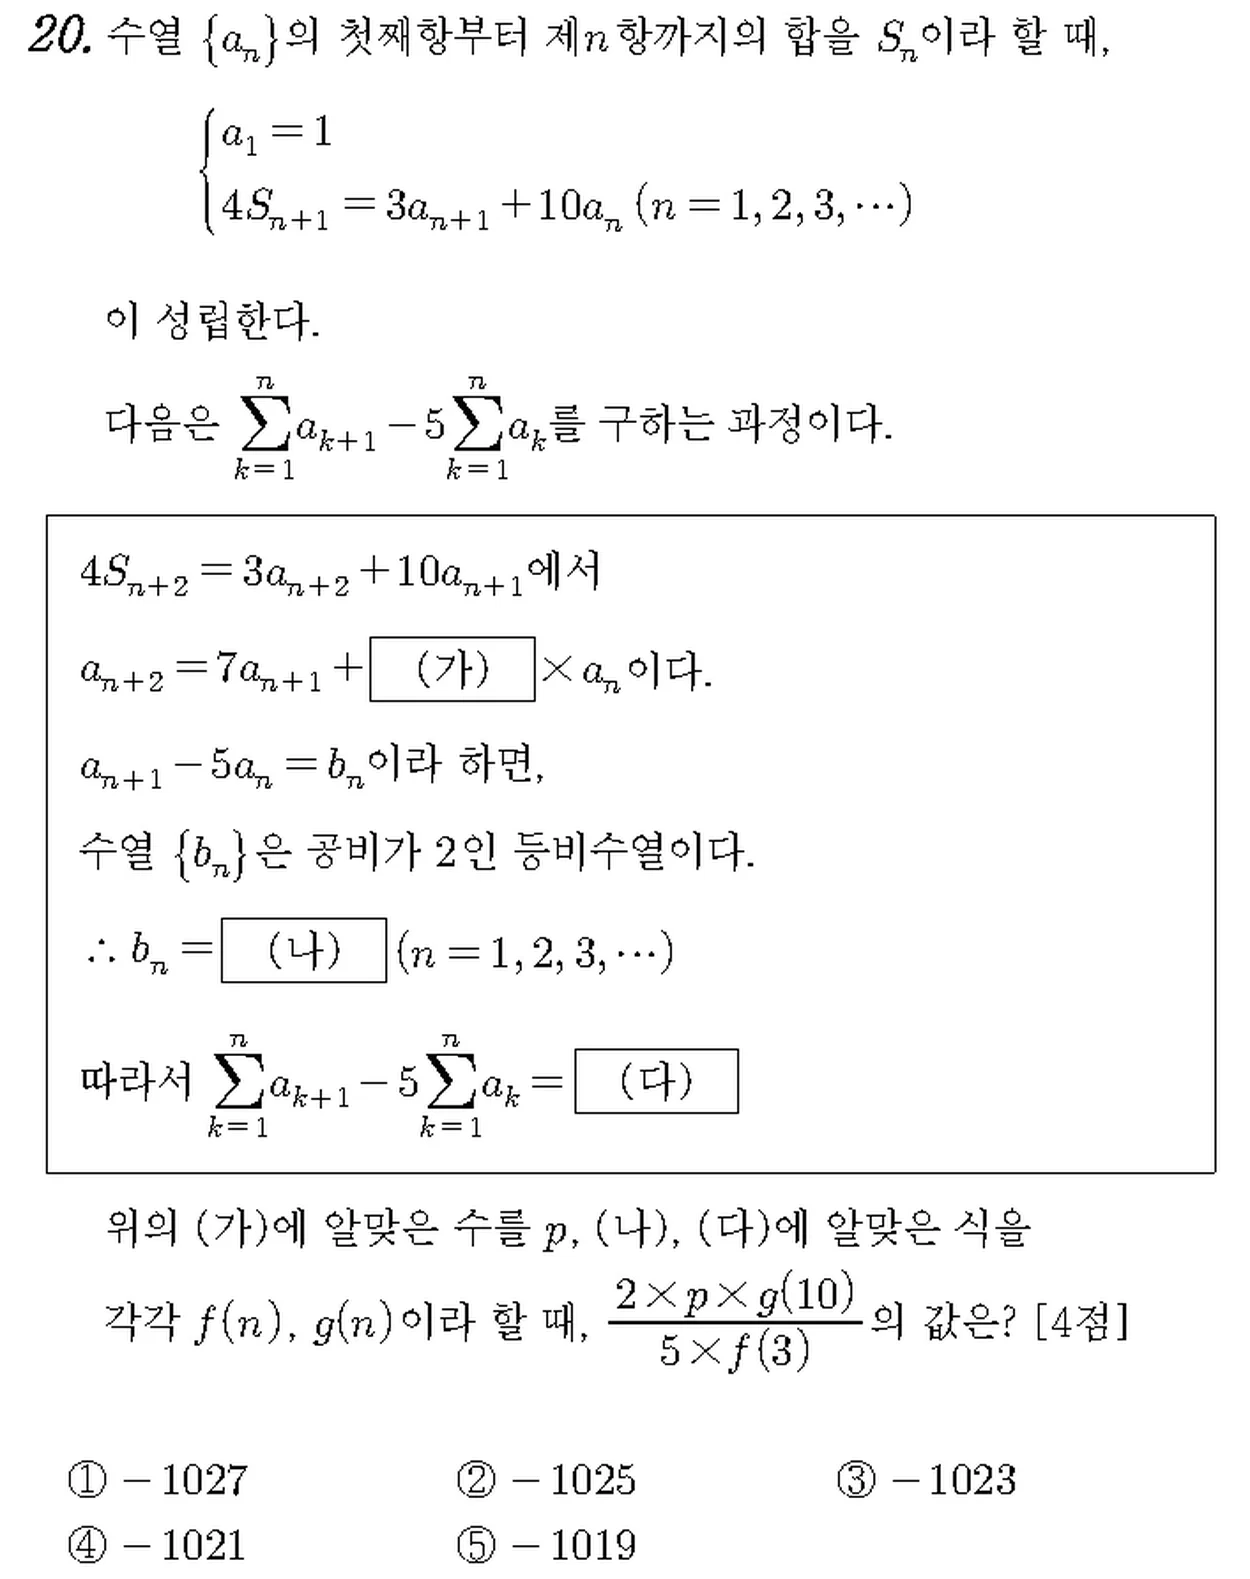 20. 수열 {aₙ}의 첫째항부터 제n항까지의 합을 Sₙ이라 할 때,
a₁ = 1
4Sₙ₊₁ = 3aₙ₊₁ + 10aₙ (n = 1, 2, 3, ⋯)
이 성립한다.
다음은 ∑ₖ₌₁ⁿ aₖ₊₁ − 5∑ₖ₌₁ⁿ aₖ를 구하는 과정이다.
4Sₙ₊₂ = 3aₙ₊₂ + 10aₙ₊₁에서
aₙ₊₂ = 7aₙ₊₁ + (가) × aₙ이다.
aₙ₊₁ − 5aₙ = bₙ이라 하면,
수열 {bₙ}은 공비가 2인 등비수열이다.
∴ bₙ = (나) (n = 1, 2, 3, ⋯)
따라서 ∑ₖ₌₁ⁿ aₖ₊₁ − 5∑ₖ₌₁ⁿ aₖ = (다)
위의 (가)에 알맞은 수를 p, (나), (다)에 알맞은 식을
각각 f(n), g(n)이라 할 때, (2×p×g(10))/(5×f(3))의 값은? [4점]
① −1027 ② −1025 ③ −1023
④ −1021 ⑤ −1019